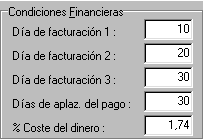 Condiciones Financieras
Día de facturación 1 : 10
Día de facturación 2 : 20
Día de facturación 3 : 30
Días de aplaz. del pago : 30
% Coste del dinero : 1,74